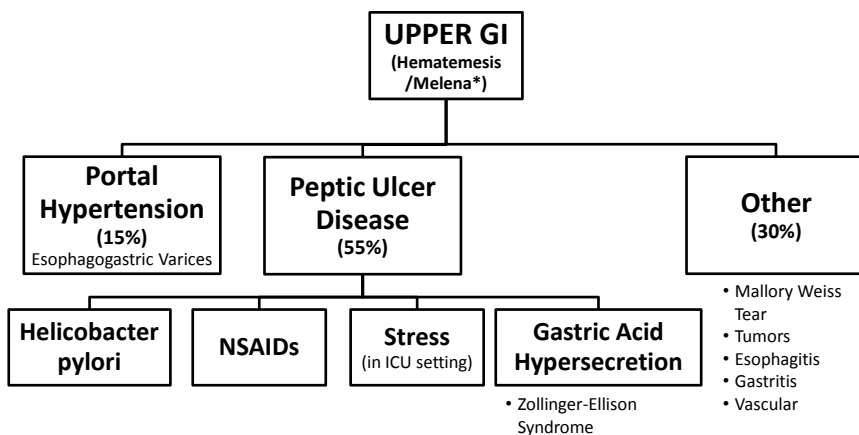 UPPER GI
(Hematemesis
/Melena*)
Portal
Hypertension
(15%)
Esophagogastric Varices
Peptic Ulcer
Disease
(55%)
Other
(30%)
• Mallory Weiss
Tear
• Tumors
• Esophagitis
• Gastritis
• Vascular
Helicobacter
pylori
NSAIDs
Stress
(in ICU setting)
Gastric Acid
Hypersecretion
• Zollinger-Ellison
Syndrome